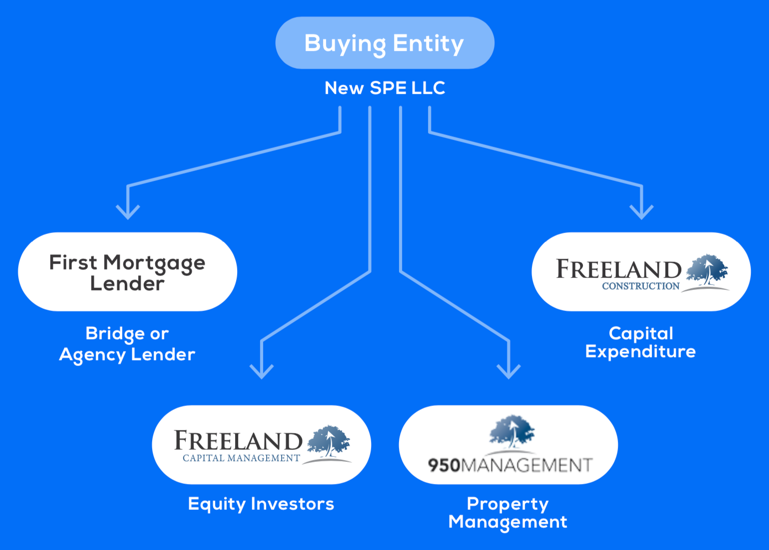 Buying Entity
New SPE LLC
First Mortgage
Lender
Bridge or
Agency Lender
FREELAND
CONSTRUCTION
Capital
Expenditure
FREELAND
CAPITAL MANAGEMENT
Equity Investors
950MANAGEMENT
Property
Management